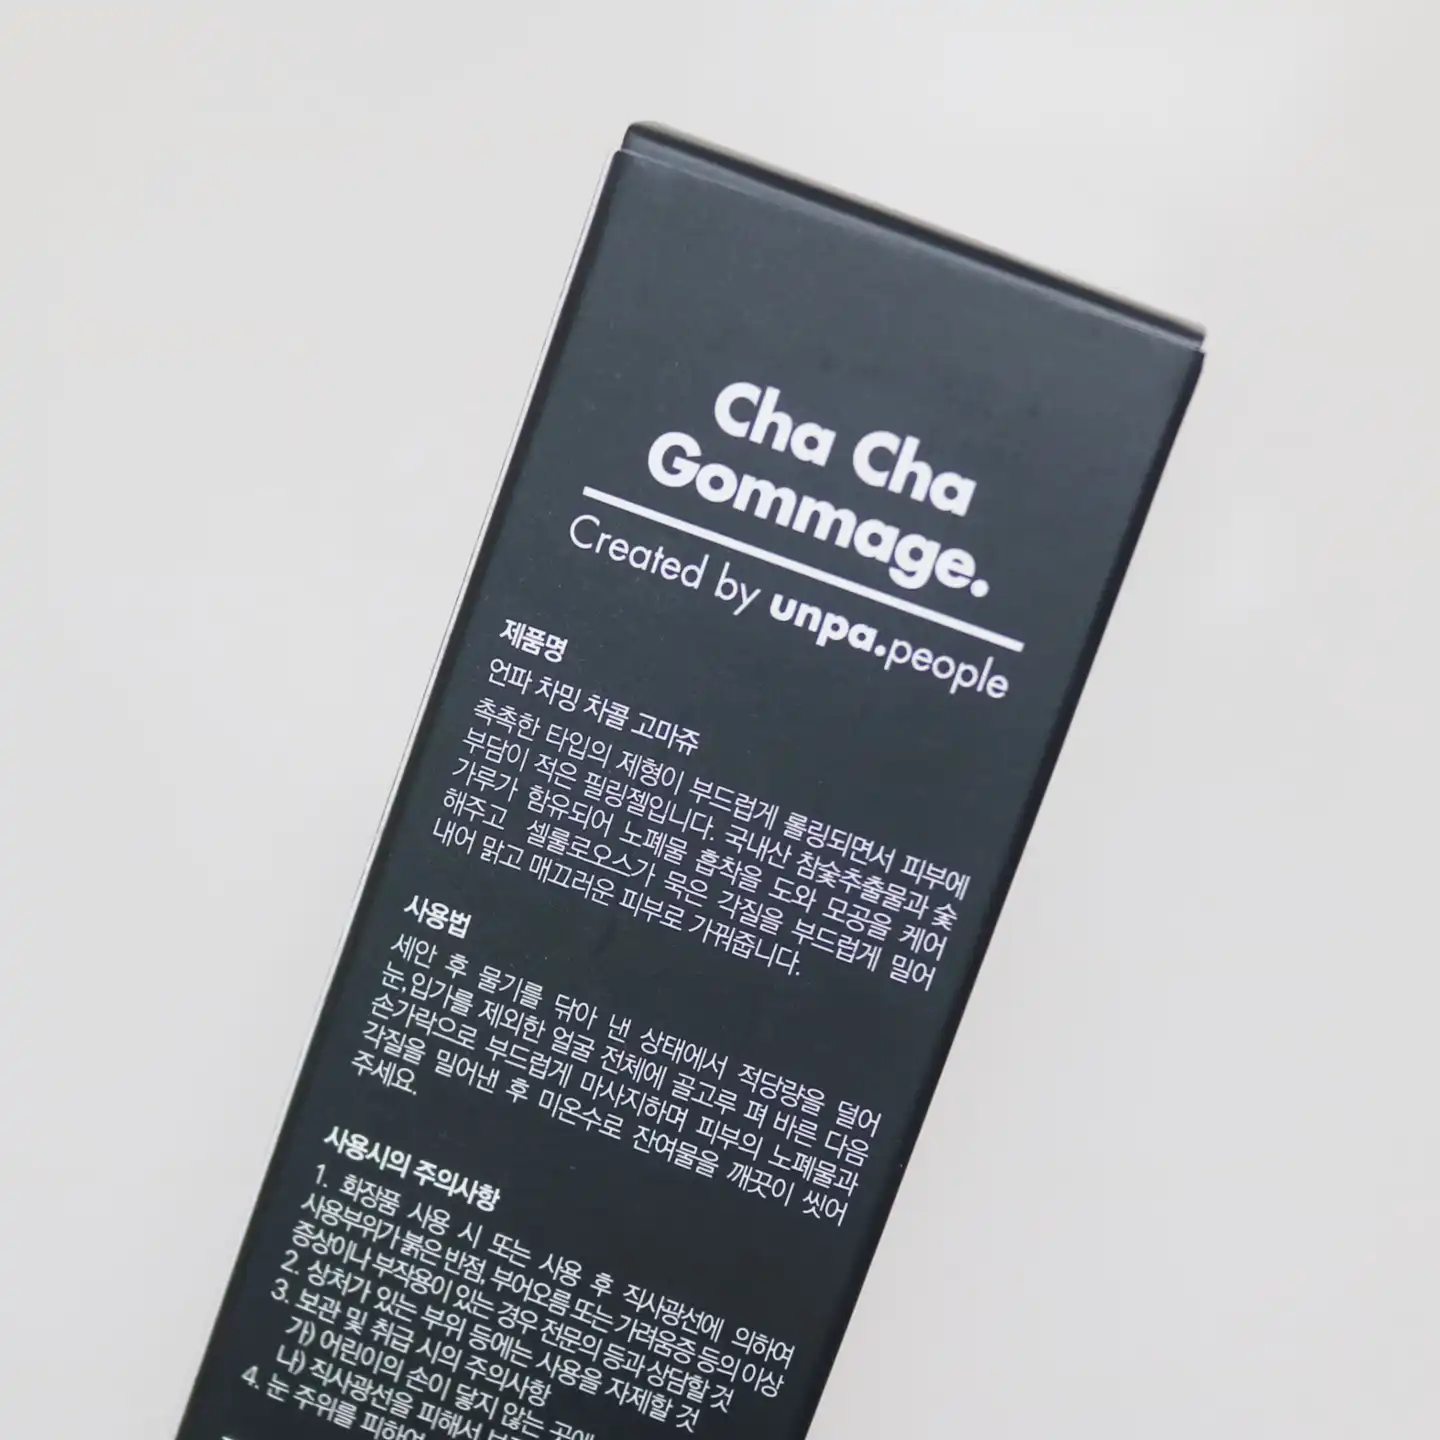 Cha Cha
Gommage.
Created by unpa.people
제품명
언파 차밍 차콜 고마쥬
촉촉한 타입의 제형이 부드럽게 롤링되면서 피부에
부담이 적은 필링젤입니다. 국내산 참숯추출물과 숯
가루가 함유되어 노폐물 흡착을 도와 모공을 케어
해주고 셀룰로오스가 묵은 각질을 부드럽게 밀어
내어 맑고 매끄러운 피부로 가꿔줍니다.
사용법
세안 후 물기를 닦아 낸 상태에서 적당량을 덜어
눈,입가를 제외한 얼굴 전체에 골고루 펴 바른 다음
손가락으로 부드럽게 마사지하며 피부의 노폐물과
각질을 밀어낸 후 미온수로 잔여물을 깨끗이 씻어
주세요.
사용시의 주의사항
1. 화장품 사용 시 또는 사용 후 직사광선에 의하여
사용부위가 붉은 반점, 부어오름 또는 가려움증 등의 이상
증상이나 부작용이 있는 경우 전문의 등과 상담할 것
2. 상처가 있는 부위 등에는 사용을 자제할 것
3. 보관 및 취급 시의 주의사항
가) 어린이의 손이 닿지 않는 곳에
나) 직사광선을 피해서
4. 눈 주위를 피하여